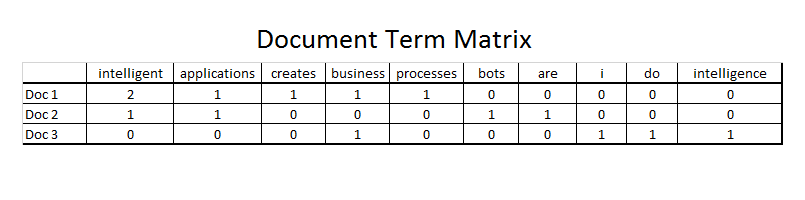 Document Term Matrix
intelligent applications creates business processes bots are i do intelligence
Doc 1 2 1 1 1 1 0 0 0 0 0
Doc 2 1 1 0 0 0 1 1 0 0 0
Doc 3 0 0 0 1 0 0 0 1 1 1